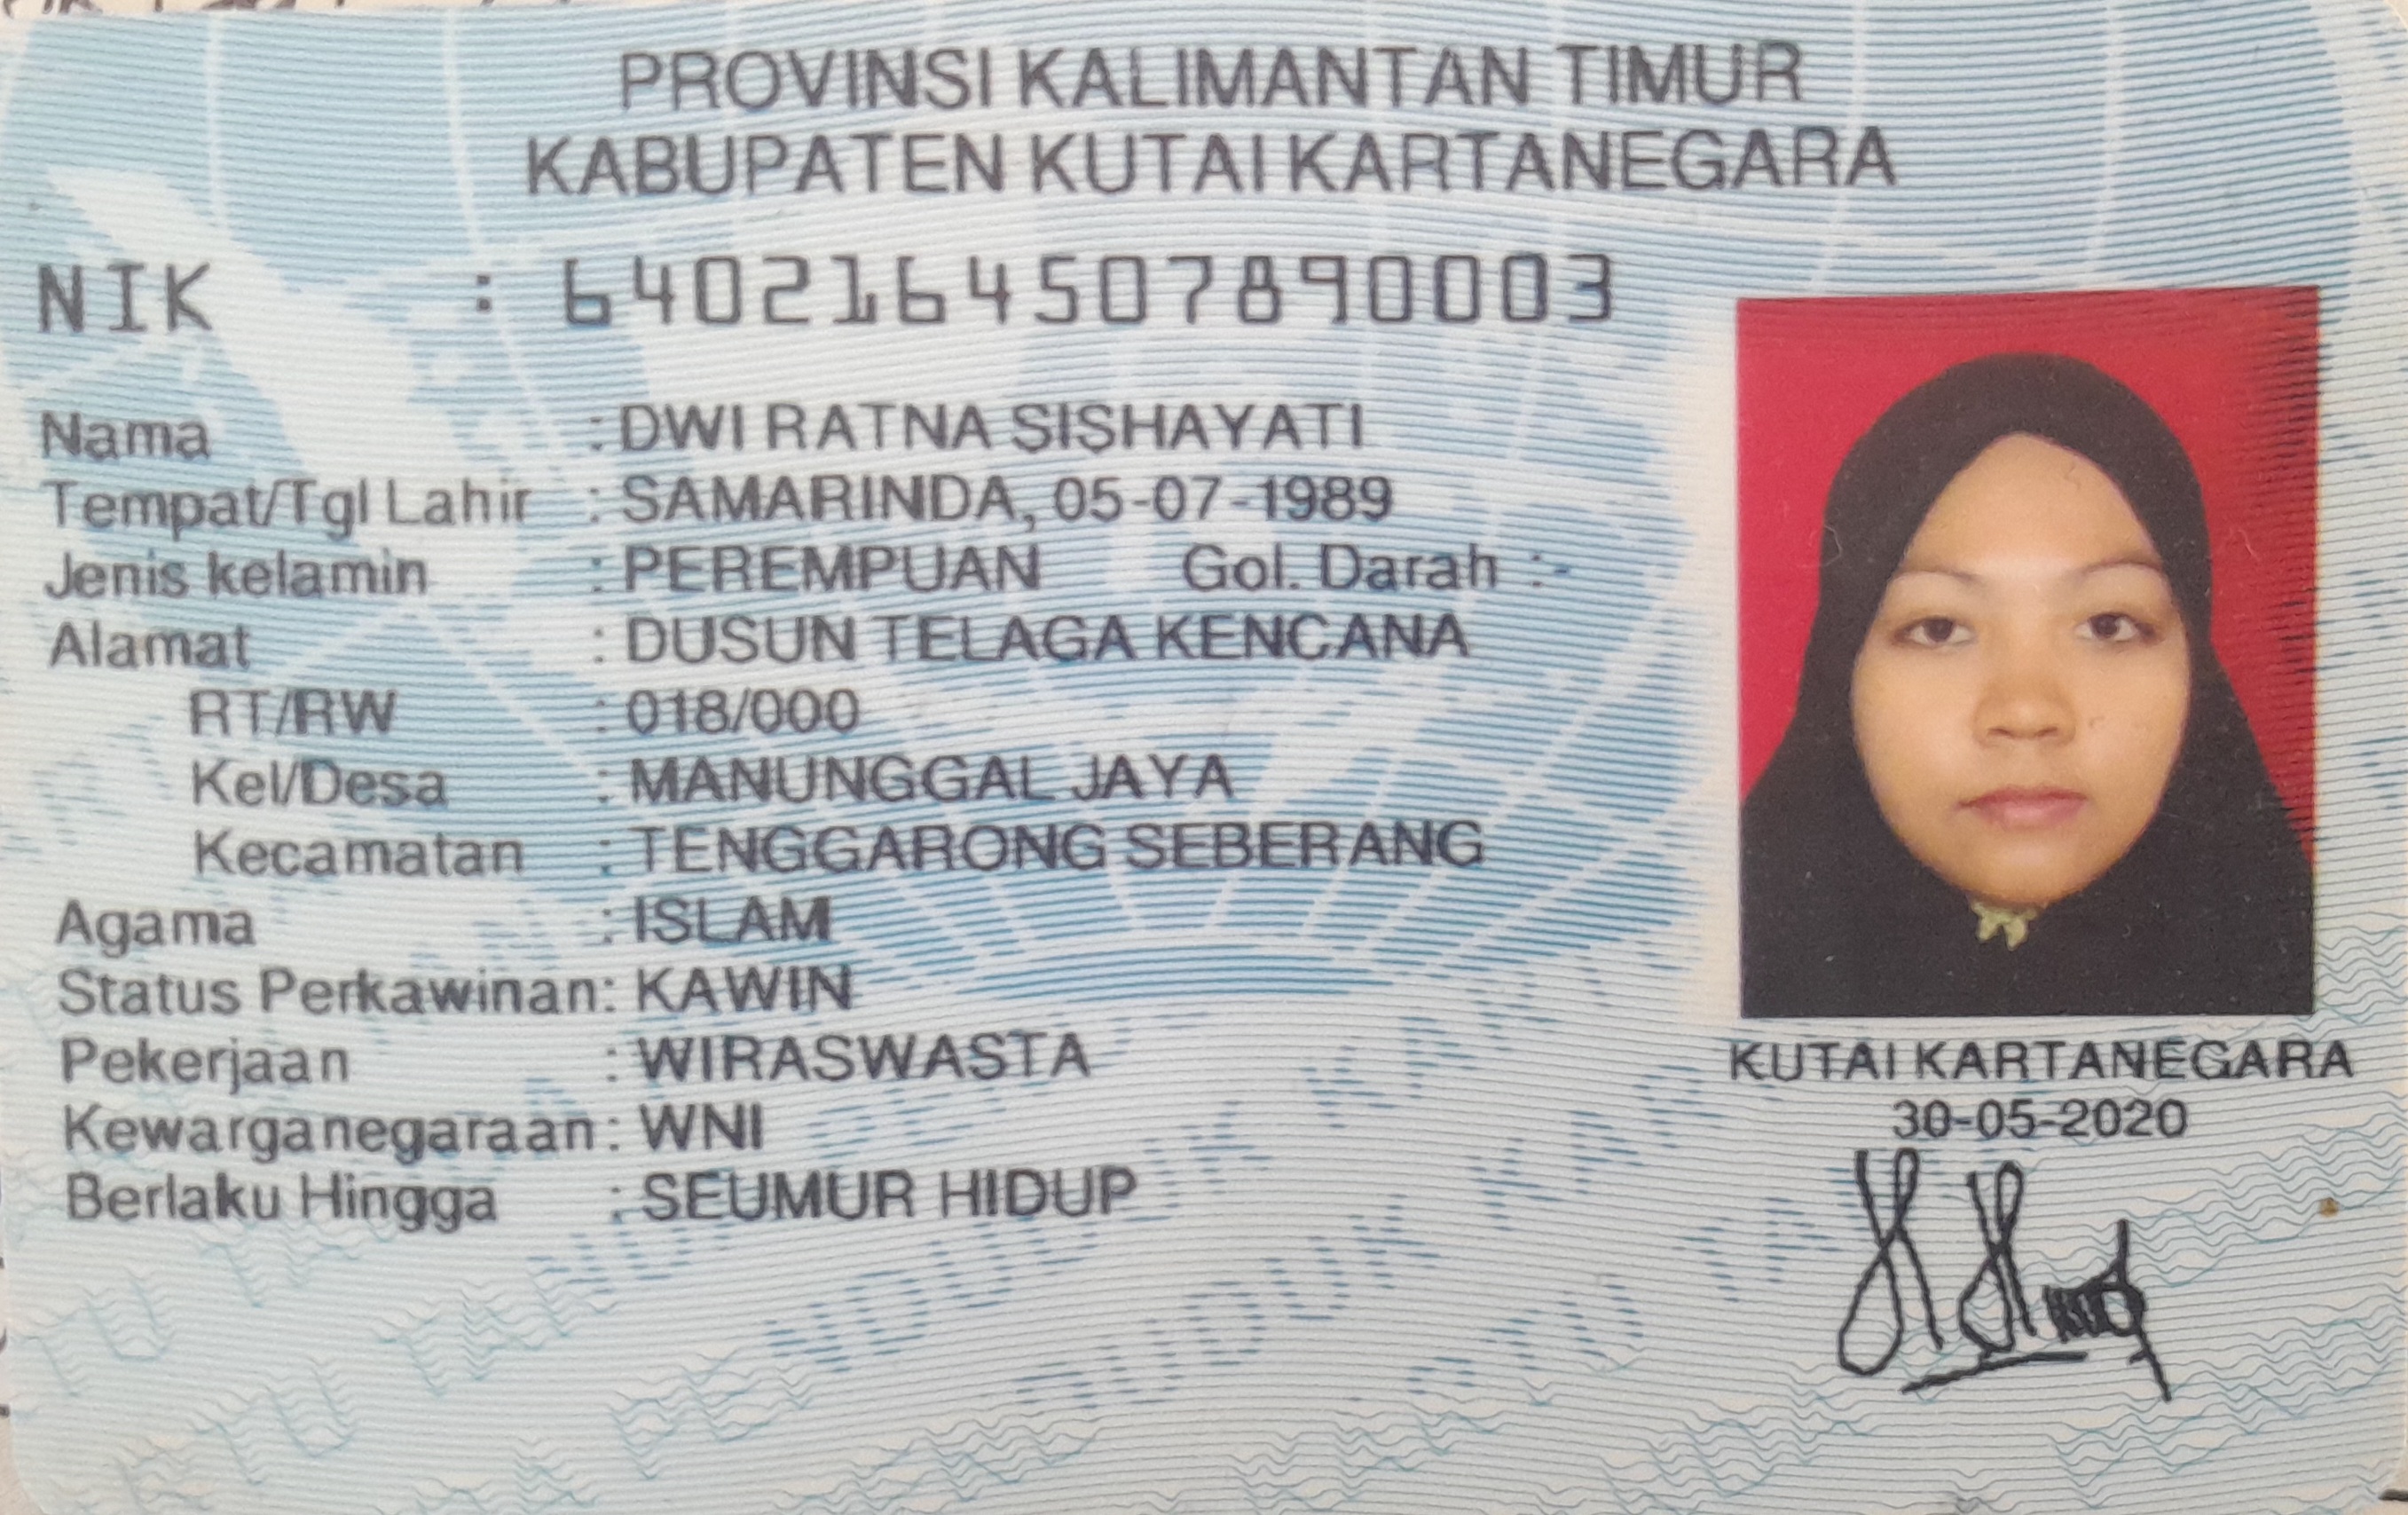 PROVINSI KALIMANTAN TIMUR
KABUPATEN KUTAI KARTANEGARA
NIK : 6402164507890003
Nama : DWI RATNA SISHAYATI
Tempat/Tgl Lahir : SAMARINDA, 05-07-1989
Jenis kelamin : PEREMPUAN Gol. Darah :-
Alamat : DUSUN TELAGA KENCANA
RT/RW : 018/000
Kel/Desa : MANUNGGAL JAYA
Kecamatan : TENGGARONG SEBERANG
Agama : ISLAM
Status Perkawinan: KAWIN
Pekerjaan : WIRASWASTA
Kewarganegaraan: WNI
Berlaku Hingga : SEUMUR HIDUP
KUTAI KARTANEGARA
30-05-2020